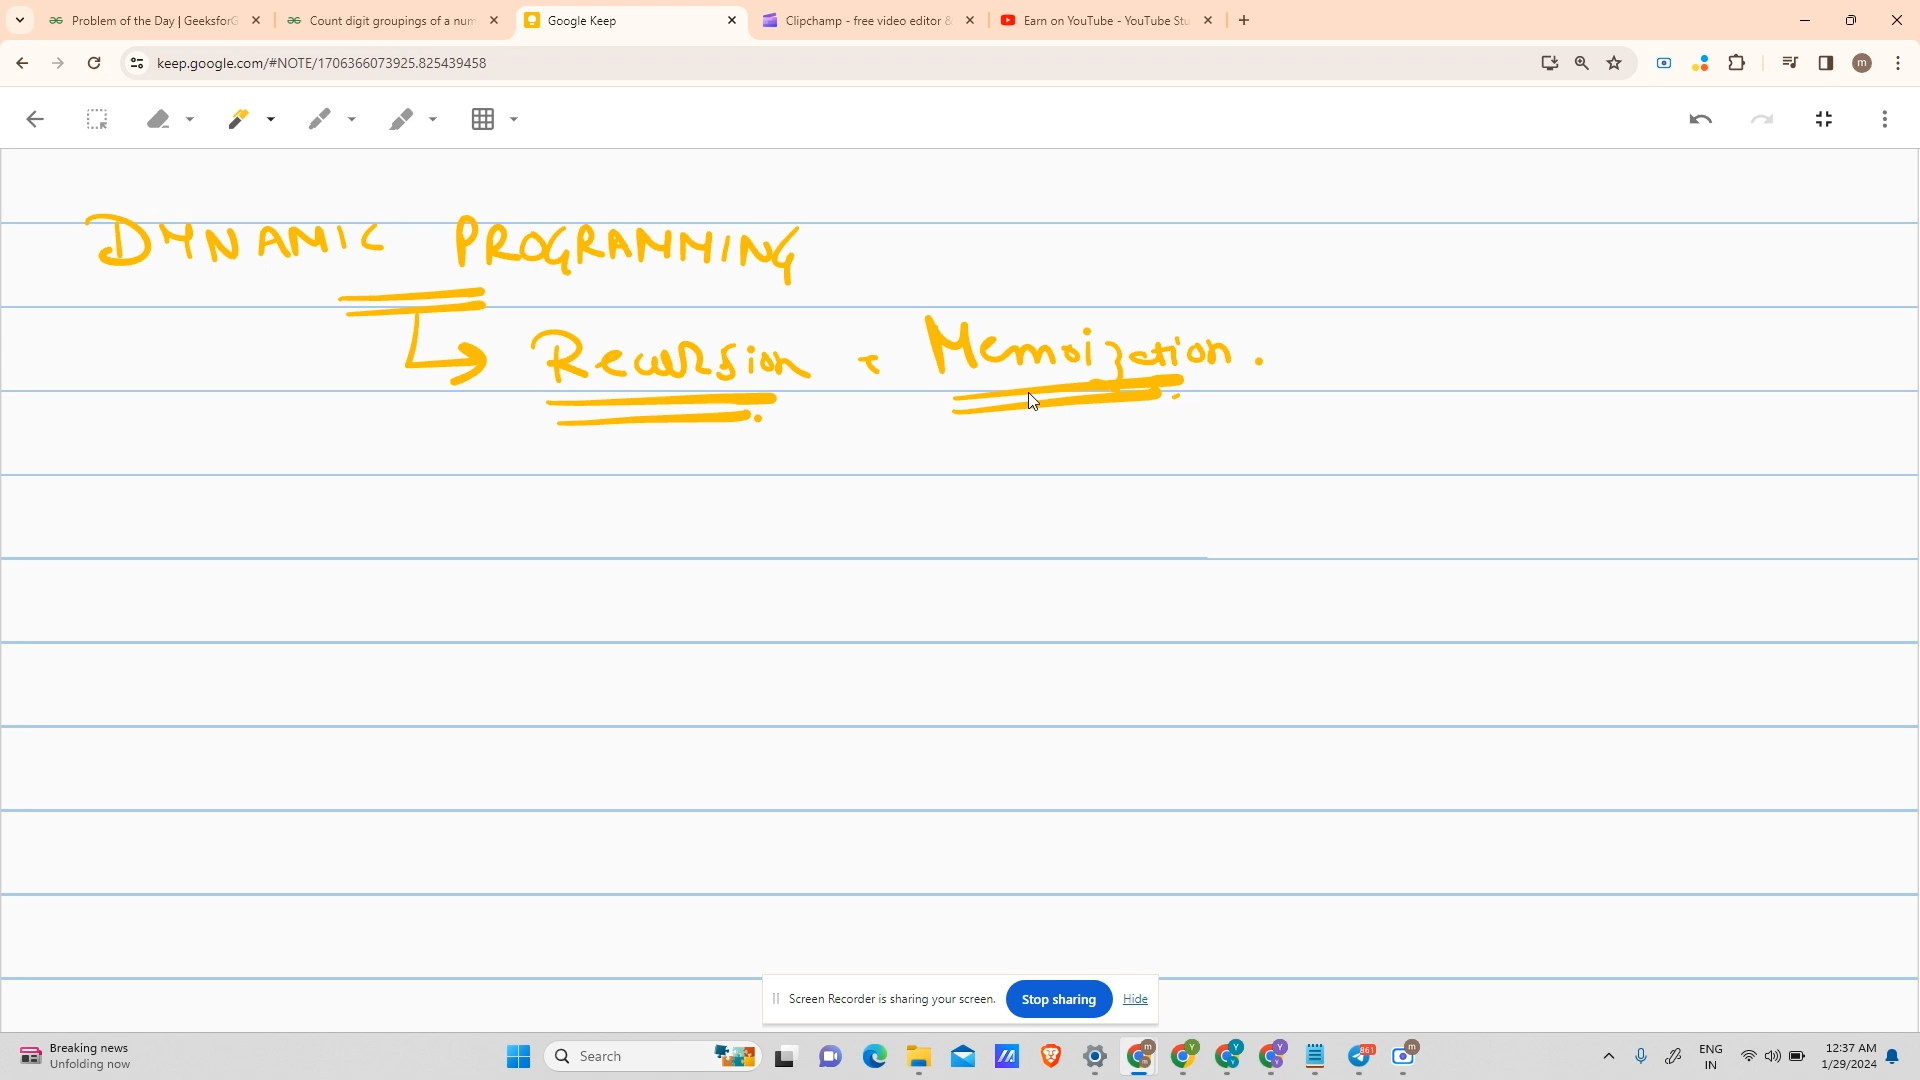 Problem of the Day | GeeksforG
Count digit groupings of a num
Google Keep
Clipchamp - free video editor &
Earn on YouTube - YouTube Stu
keep.google.com/#NOTE/1706366073925.825439458
m
DYNAMIC PROGRAMMING
Recursion + Memoization.
Screen Recorder is sharing your screen.
Stop sharing
Hide
Breaking news
Unfolding now
Search
861
ENG
IN
12:37 AM
1/29/2024